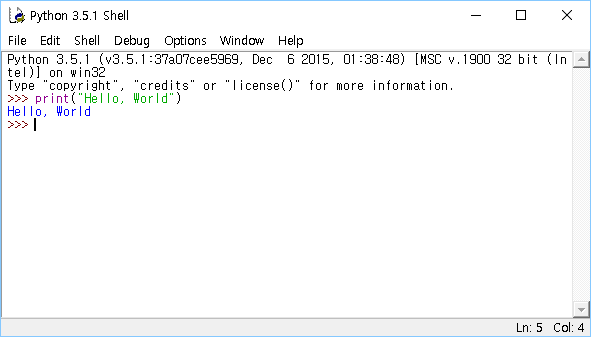 Python 3.5.1 Shell
File Edit Shell Debug Options Window Help
Python 3.5.1 (v3.5.1:37a07cee5969, Dec  6 2015, 01:38:48) [MSC v.1900 32 bit (In
tel)] on win32
Type "copyright", "credits" or "license()" for more information.
>>> print("Hello, World")
Hello, World
>>>
Ln: 5 Col: 4